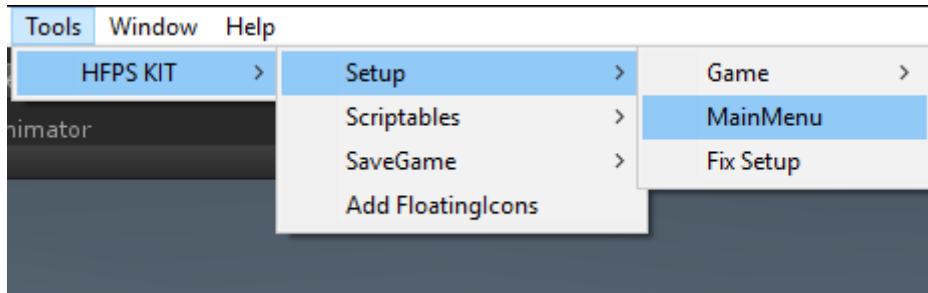 Tools Window Help
HFPS KIT > Setup > Game >
nimator Scriptables > MainMenu
SaveGame > Fix Setup
Add FloatingIcons